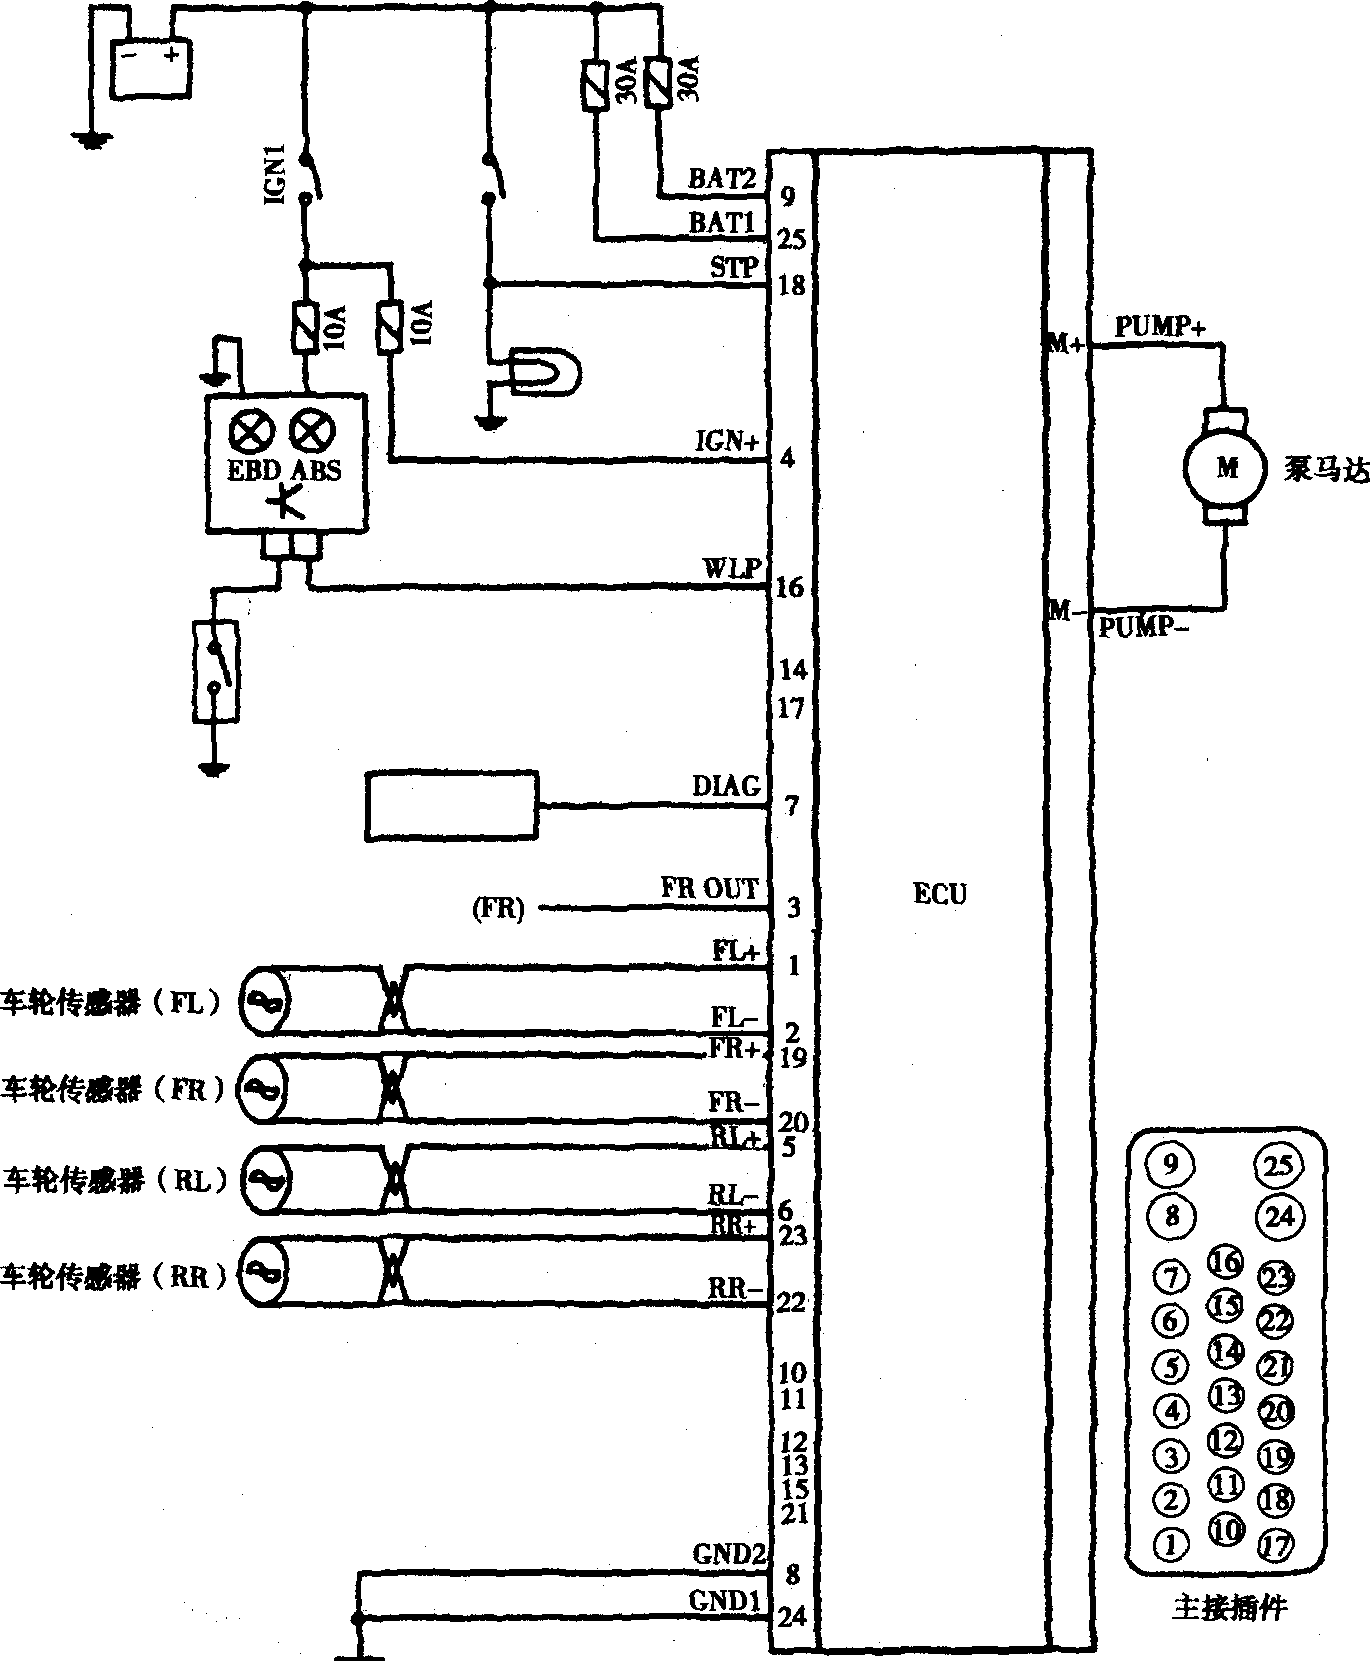 - +
30A
30A
IGN1
BAT2
9
BAT1
25
STP
18
10A
10A
M+
PUMP+
EBD ABS
IGN+
4
M
泵马达
WLP
16
M-
PUMP-
14
17
DIAG
7
ECU
(FR)
FR OUT
3
FL+
1
车轮传感器(FL)
FL-
2
FR+
19
车轮传感器(FR)
FR-
20
RL+
5
车轮传感器(RL)
RL-
6
RR+
23
车轮传感器(RR)
RR-
22
10
11
12
13
15
21
GND2
8
GND1
24
9 25
8 24
16
7 23
15
6 22
14
5 21
13
4 20
12
3 19
11
2 18
10
1 17
主接插件